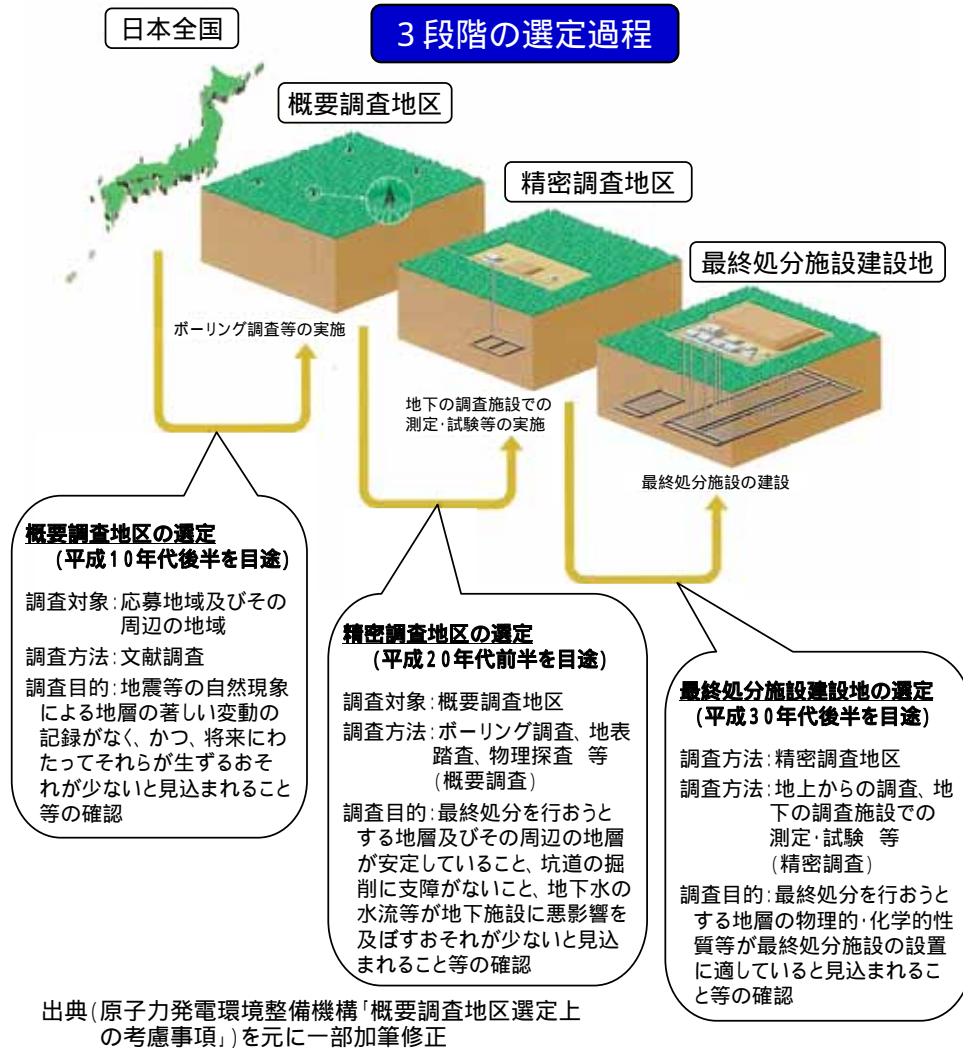 日本全国
3段階の選定過程
概要調査地区
精密調査地区
最終処分施設建設地
ボーリング調査等の実施
地下の調査施設での
測定・試験等の実施
最終処分施設の建設
概要調査地区の選定
(平成10年代後半を目途)
調査対象:応募地域及びその
周辺の地域
調査方法:文献調査
調査目的:地震等の自然現象
による地層の著しい変動の
記録がなく、かつ、将来にわ
たってそれらが生ずるおそ
れが少ないと見込まれること
等の確認
精密調査地区の選定
(平成20年代前半を目途)
調査対象:概要調査地区
調査方法:ボーリング調査、地表
踏査、物理探査 等
(概要調査)
調査目的:最終処分を行おうと
する地層及びその周辺の地層
が安定していること、坑道の掘
削に支障がないこと、地下水の
水流等が地下施設に悪影響を
及ぼすおそれが少ないと見込
まれること等の確認
最終処分施設建設地の選定
(平成30年代後半を目途)
調査方法:精密調査地区
調査方法:地上からの調査、地
下の調査施設での
測定・試験 等
(精密調査)
調査目的:最終処分を行おうと
する地層の物理的・化学的性
質等が最終処分施設の設置
に適していると見込まれるこ
と等の確認
出典(原子力発電環境整備機構「概要調査地区選定上
の考慮事項」)を元に一部加筆修正